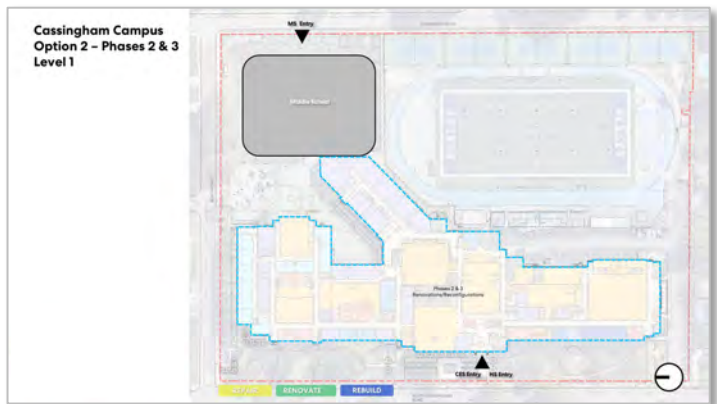 Cassingham Campus
Option 2 – Phases 2 & 3
Level 1
MS Entry
Middle School
Phases 2 & 3
Renovations/Reconfigurations
CES Entry HS Entry
RENOVATE
REBUILD